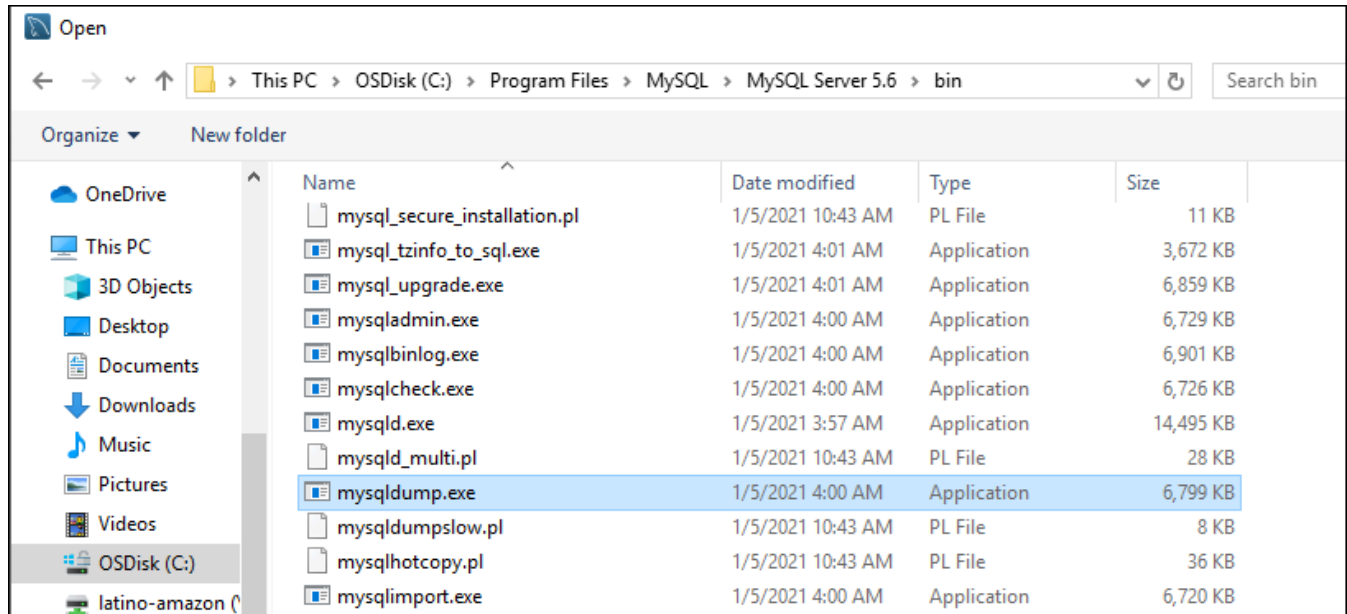 Open
This PC > OSDisk (C:) > Program Files > MySQL > MySQL Server 5.6 > bin
Search bin
Organize
New folder
OneDrive
This PC
3D Objects
Desktop
Documents
Downloads
Music
Pictures
Videos
OSDisk (C:)
latino-amazon ('
Name Date modified Type Size
mysql_secure_installation.pl 1/5/2021 10:43 AM PL File 11 KB
mysql_tzinfo_to_sql.exe 1/5/2021 4:01 AM Application 3,672 KB
mysql_upgrade.exe 1/5/2021 4:01 AM Application 6,859 KB
mysqladmin.exe 1/5/2021 4:00 AM Application 6,729 KB
mysqlbinlog.exe 1/5/2021 4:00 AM Application 6,901 KB
mysqlcheck.exe 1/5/2021 4:00 AM Application 6,726 KB
mysqld.exe 1/5/2021 3:57 AM Application 14,495 KB
mysqld_multi.pl 1/5/2021 10:43 AM PL File 28 KB
mysqldump.exe 1/5/2021 4:00 AM Application 6,799 KB
mysqldumpslow.pl 1/5/2021 10:43 AM PL File 8 KB
mysqlhotcopy.pl 1/5/2021 10:43 AM PL File 36 KB
mysqlimport.exe 1/5/2021 4:00 AM Application 6,720 KB